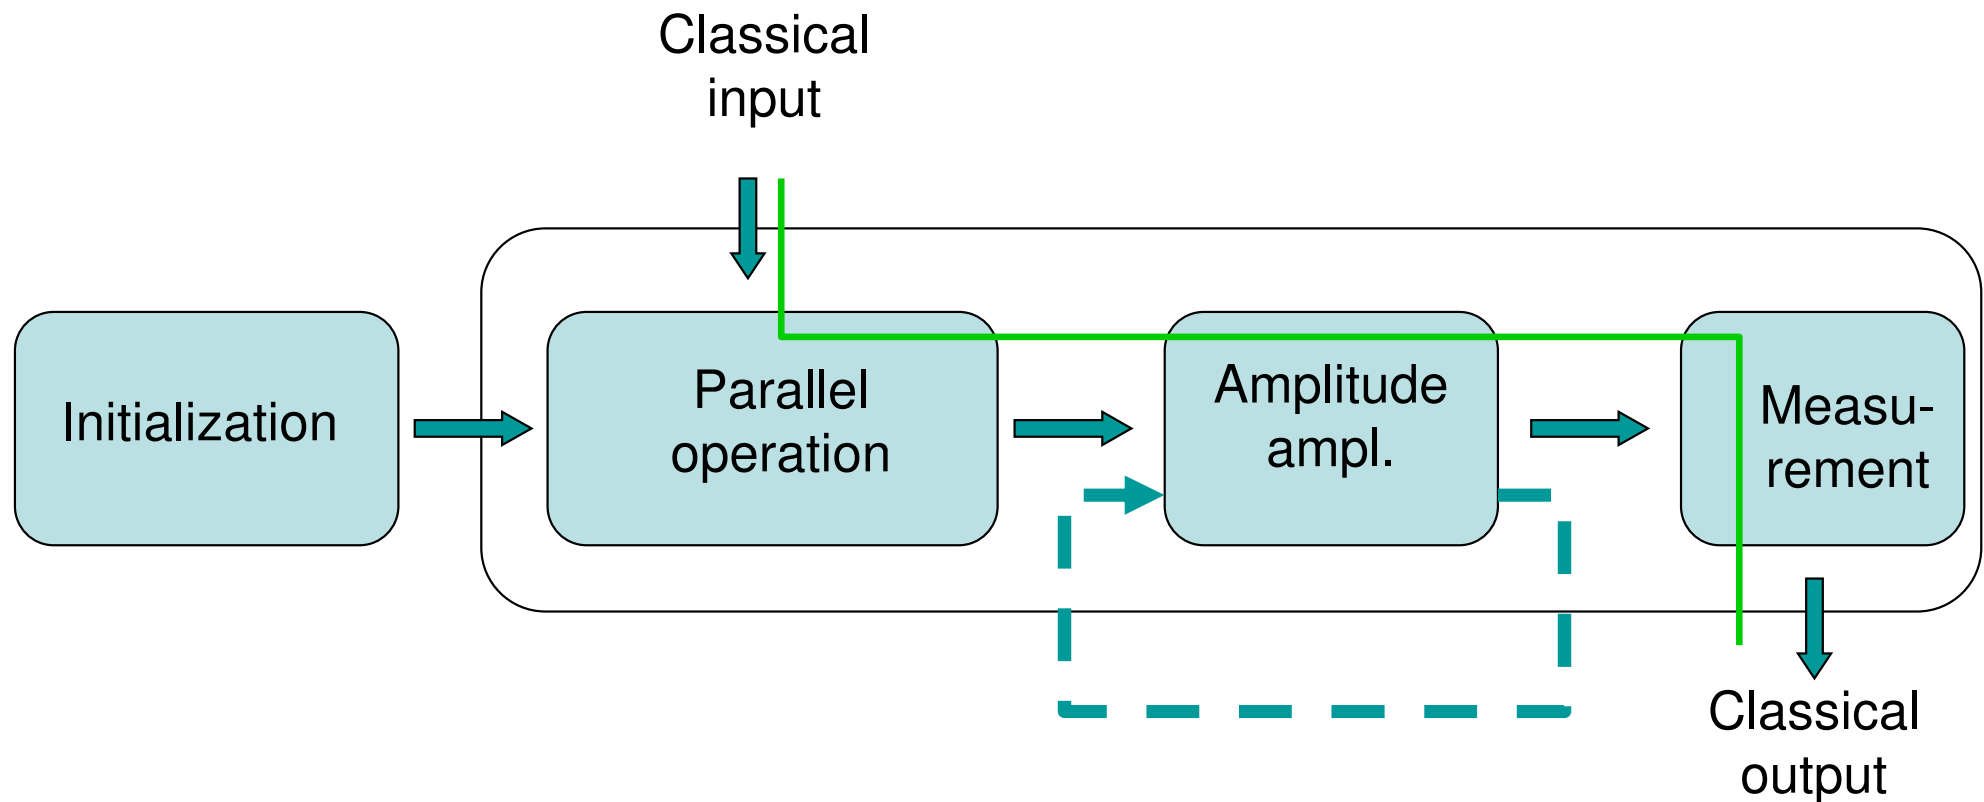 Classical
input
Initialization
Parallel
operation
Amplitude
ampl.
Measu-
rement
Classical
output